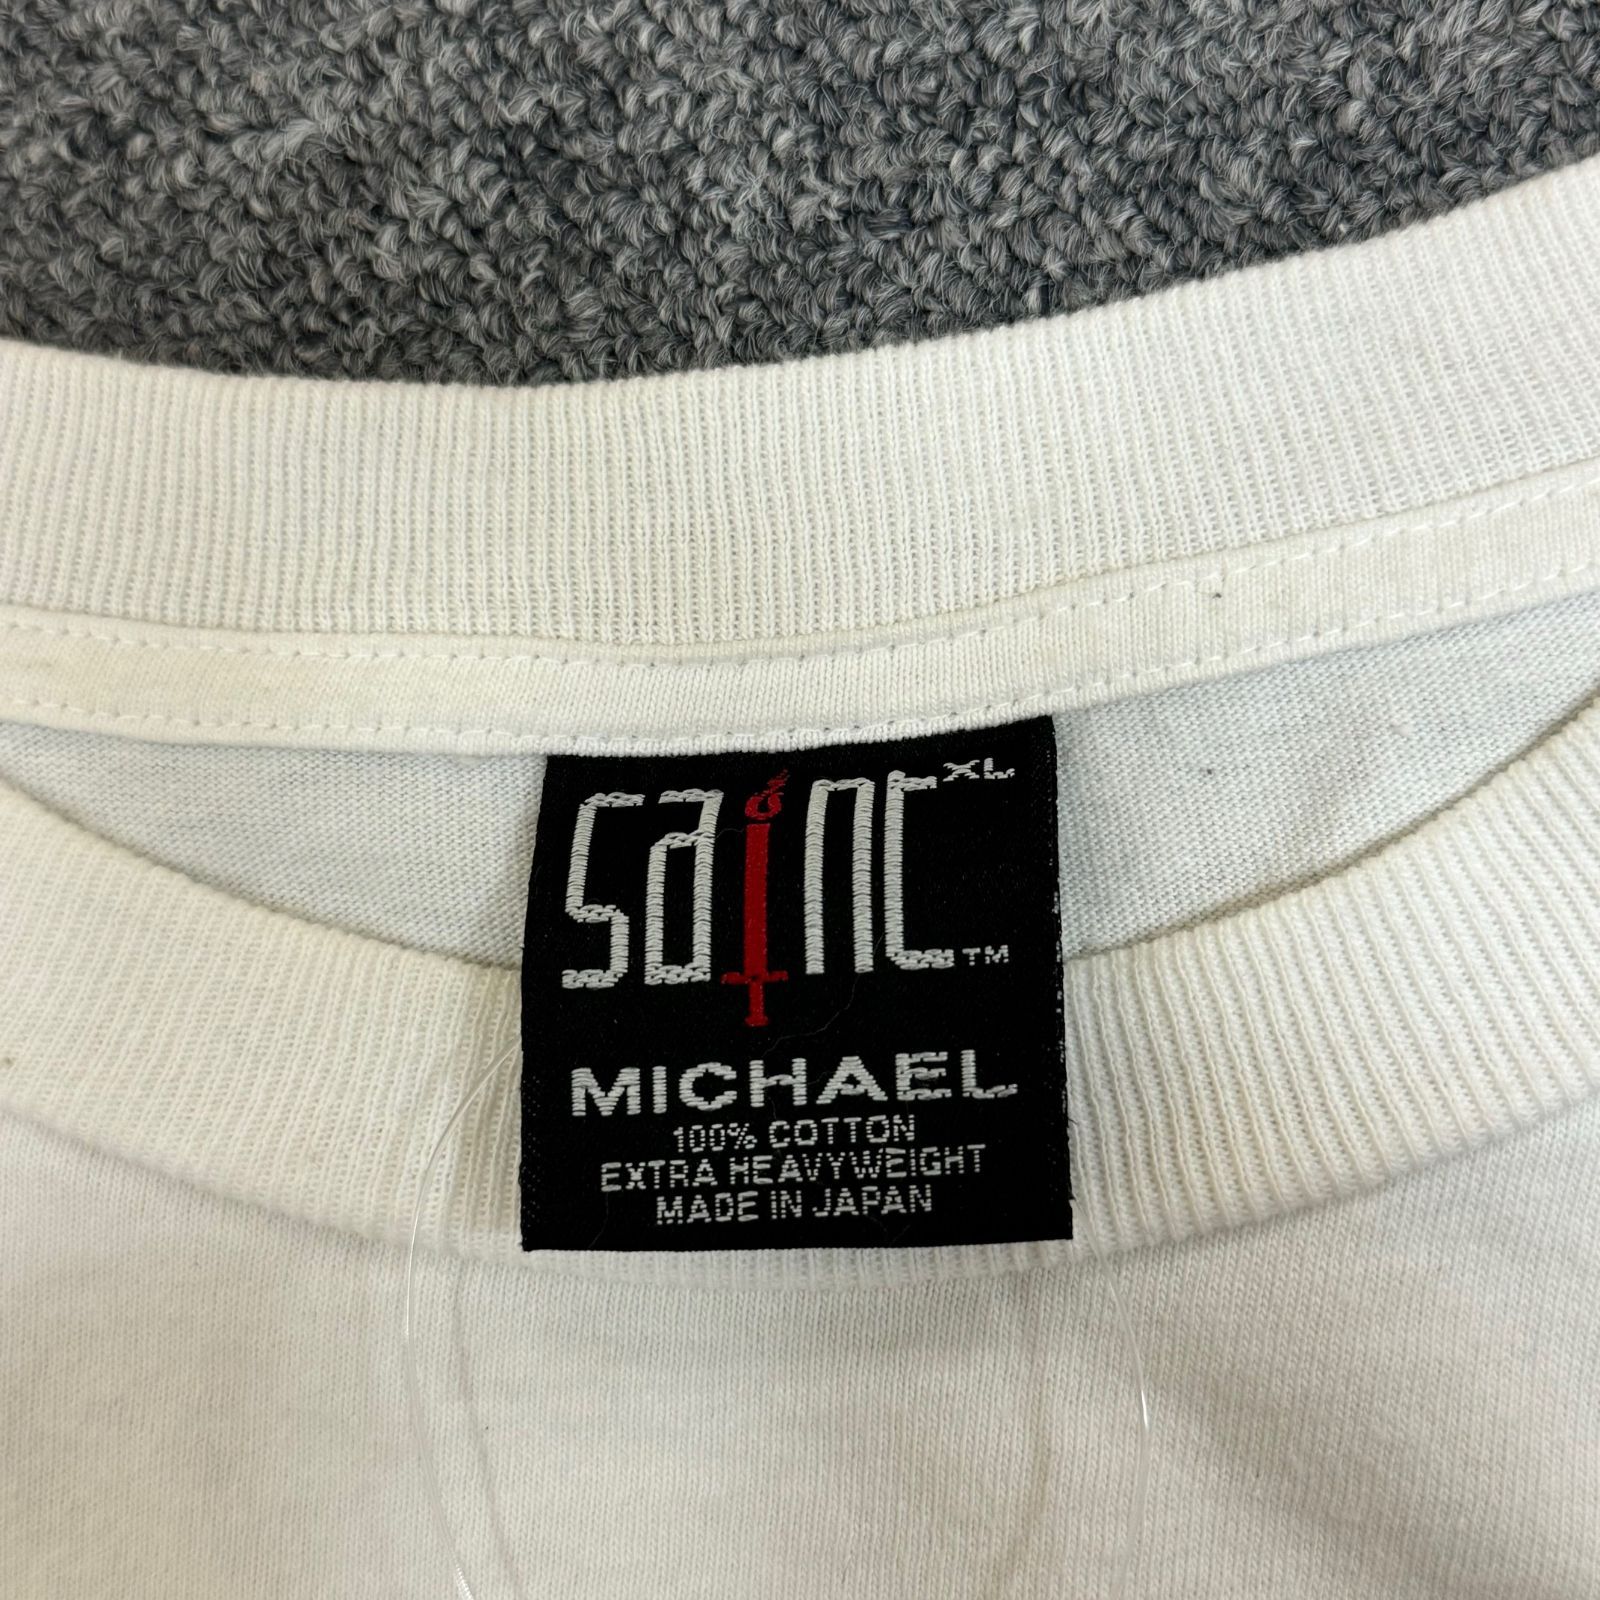 SAINT XL
™
MICHAEL
100% COTTON
EXTRA HEAVYWEIGHT
MADE IN JAPAN